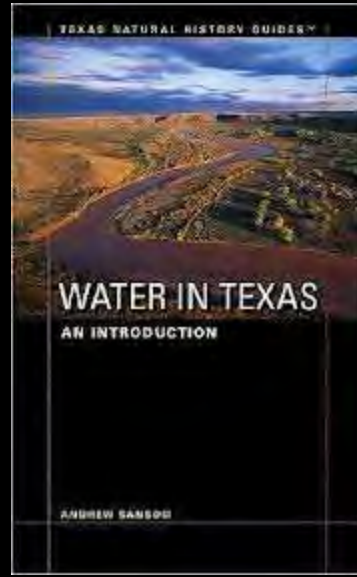 TEXAS NATURAL HISTORY GUIDES™
WATER IN TEXAS
AN INTRODUCTION
ANDREW SANSOM